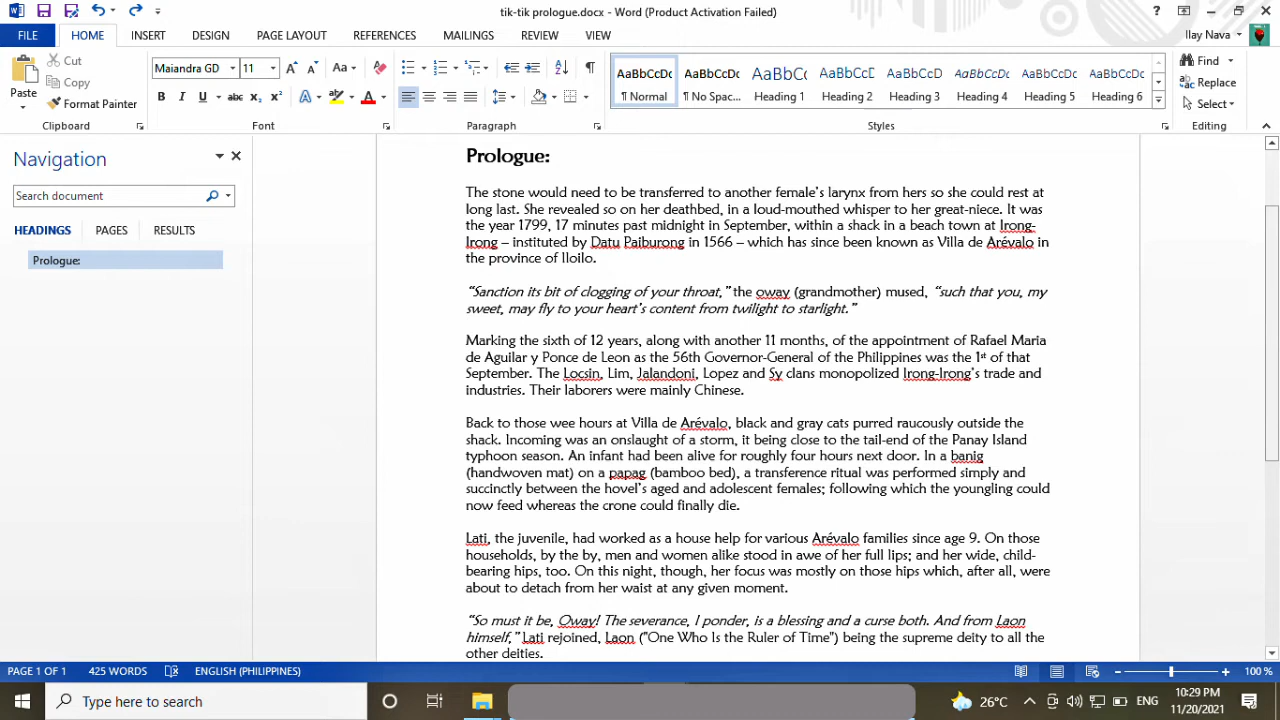 tik-tik prologue.docx - Word (Product Activation Failed)
FILE HOME INSERT DESIGN PAGE LAYOUT REFERENCES MAILINGS REVIEW VIEW Ilay Nava
Paste
Cut
Copy
Format Painter
Clipboard
Maiandra GD 11
Font
Paragraph
AaBbCcDc AaBbCcDc AaBbCc AaBbCcDc AaBbCcDc AaBbCcDc AaBbCcDc AaBbCcDc
¶ Normal ¶ No Spac... Heading 1 Heading 2 Heading 3 Heading 4 Heading 5 Heading 6
Styles
Find
Replace
Select
Editing
Navigation
Search document
HEADINGS PAGES RESULTS
Prologue:
Prologue:
The stone would need to be transferred to another female's larynx from hers so she could rest at
long last. She revealed so on her deathbed, in a loud-mouthed whisper to her great-niece. It was
the year 1799, 17 minutes past midnight in September, within a shack in a beach town at Irong-
Irong – instituted by Datu Paiburong in 1566 – which has since been known as Villa de Arévalo in
the province of Iloilo.
“Sanction its bit of clogging of your throat,” the oway (grandmother) mused, “such that you, my
sweet, may fly to your heart’s content from twilight to starlight.”
Marking the sixth of 12 years, along with another 11 months, of the appointment of Rafael Maria
de Aguilar y Ponce de Leon as the 56th Governor-General of the Philippines was the 1st of that
September. The Locsin, Lim, Jalandoni, Lopez and Sy clans monopolized Irong-Irong’s trade and
industries. Their laborers were mainly Chinese.
Back to those wee hours at Villa de Arévalo, black and gray cats purred raucously outside the
shack. Incoming was an onslaught of a storm, it being close to the tail-end of the Panay Island
typhoon season. An infant had been alive for roughly four hours next door. In a banig
(handwoven mat) on a papag (bamboo bed), a transference ritual was performed simply and
succinctly between the hovel’s aged and adolescent females; following which the youngling could
now feed whereas the crone could finally die.
Lati, the juvenile, had worked as a house help for various Arévalo families since age 9. On those
households, by the by, men and women alike stood in awe of her full lips; and her wide, child-
bearing hips, too. On this night, though, her focus was mostly on those hips which, after all, were
about to detach from her waist at any given moment.
“So must it be, Oway! The severance, I ponder, is a blessing and a curse both. And from Laon
himself,” Lati rejoined, Laon ("One Who Is the Ruler of Time") being the supreme deity to all the
other deities.
PAGE 1 OF 1 425 WORDS ENGLISH (PHILIPPINES) 100 %
Type here to search
26°C ENG
10:29 PM
11/20/2021